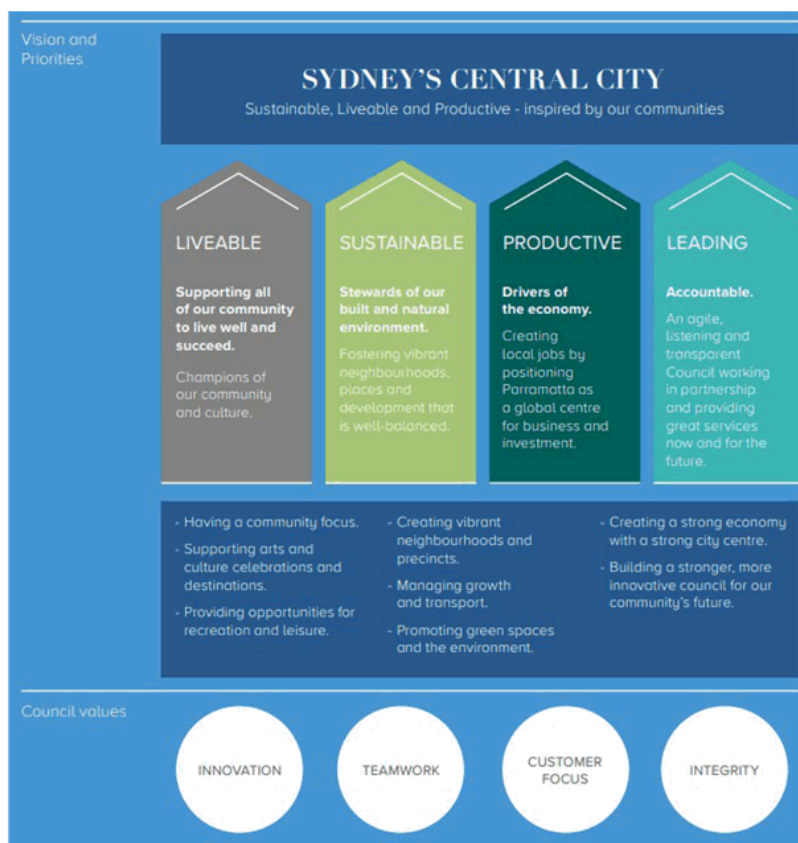 Vision and
Priorities
SYDNEY'S CENTRAL CITY
Sustainable, Liveable and Productive - inspired by our communities
LIVEABLE
Supporting all
of our community
to live well and
succeed.
Champions of
our community
and culture.
SUSTAINABLE
Stewards of our
built and natural
environment.
Fostering vibrant
neighbourhoods,
places and
development that
is well-balanced.
PRODUCTIVE
Drivers of
the economy.
Creating
local jobs by
positioning
Parramatta as
a global centre
for business and
investment.
LEADING
Accountable.
An agile,
listening and
transparent
Council working
in partnership
and providing
great services
now and for the
future.
- Having a community focus.
- Supporting arts and
culture celebrations and
destinations.
- Providing opportunities for
recreation and leisure.
- Creating vibrant
neighbourhoods and
precincts.
- Managing growth
and transport.
- Promoting green spaces
and the environment.
- Creating a strong economy
with a strong city centre.
- Building a stronger, more
innovative council for our
community's future.
Council values
INNOVATION
TEAMWORK
CUSTOMER
FOCUS
INTEGRITY